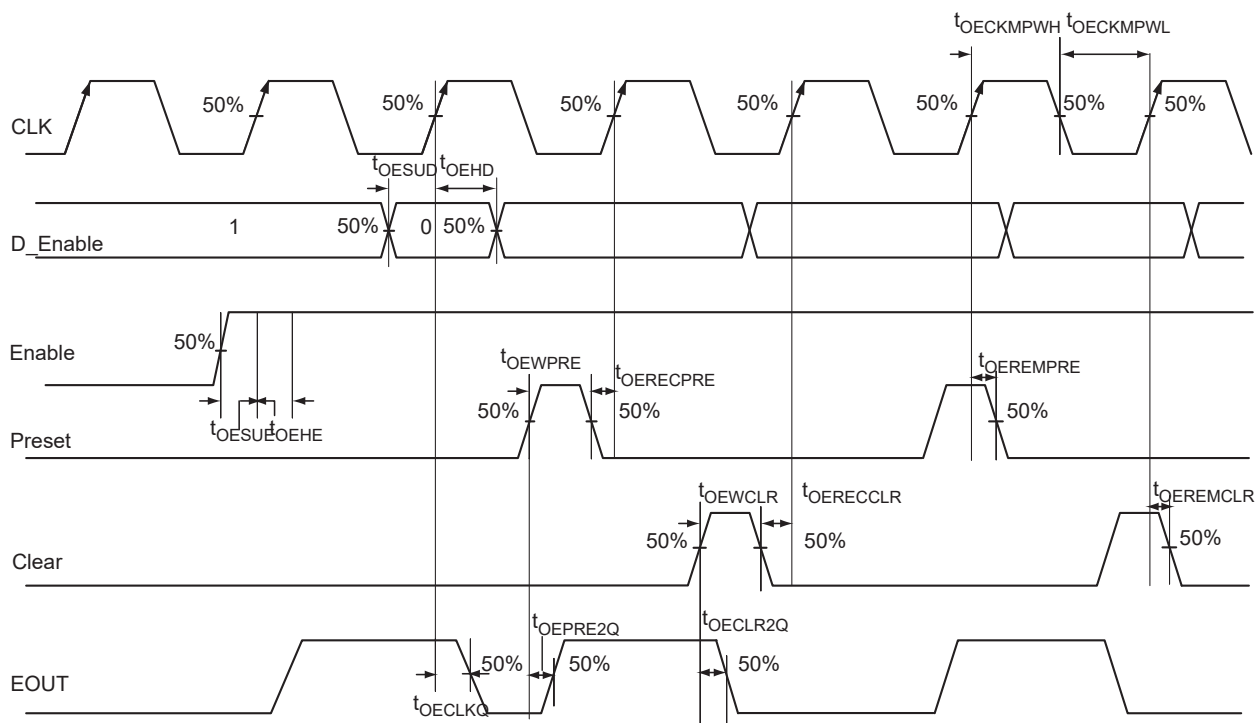 tOECKMPWH tOECKMPWL
50% 50% 50% 50% 50% 50% 50%
CLK
tOESUD tOEHD
1 50% 0 50%
D_Enable
50%
Enable
tOEWPRE tOERECPRE tOEREMPRE
tOESUE tOEHE
50% 50% 50%
Preset
tOEWCLR tOERECCLR tOEREMCLR
50% 50% 50%
Clear
tOEPRE2Q tOECLR2Q
50% 50% 50%
EOUT
tOECLKQ